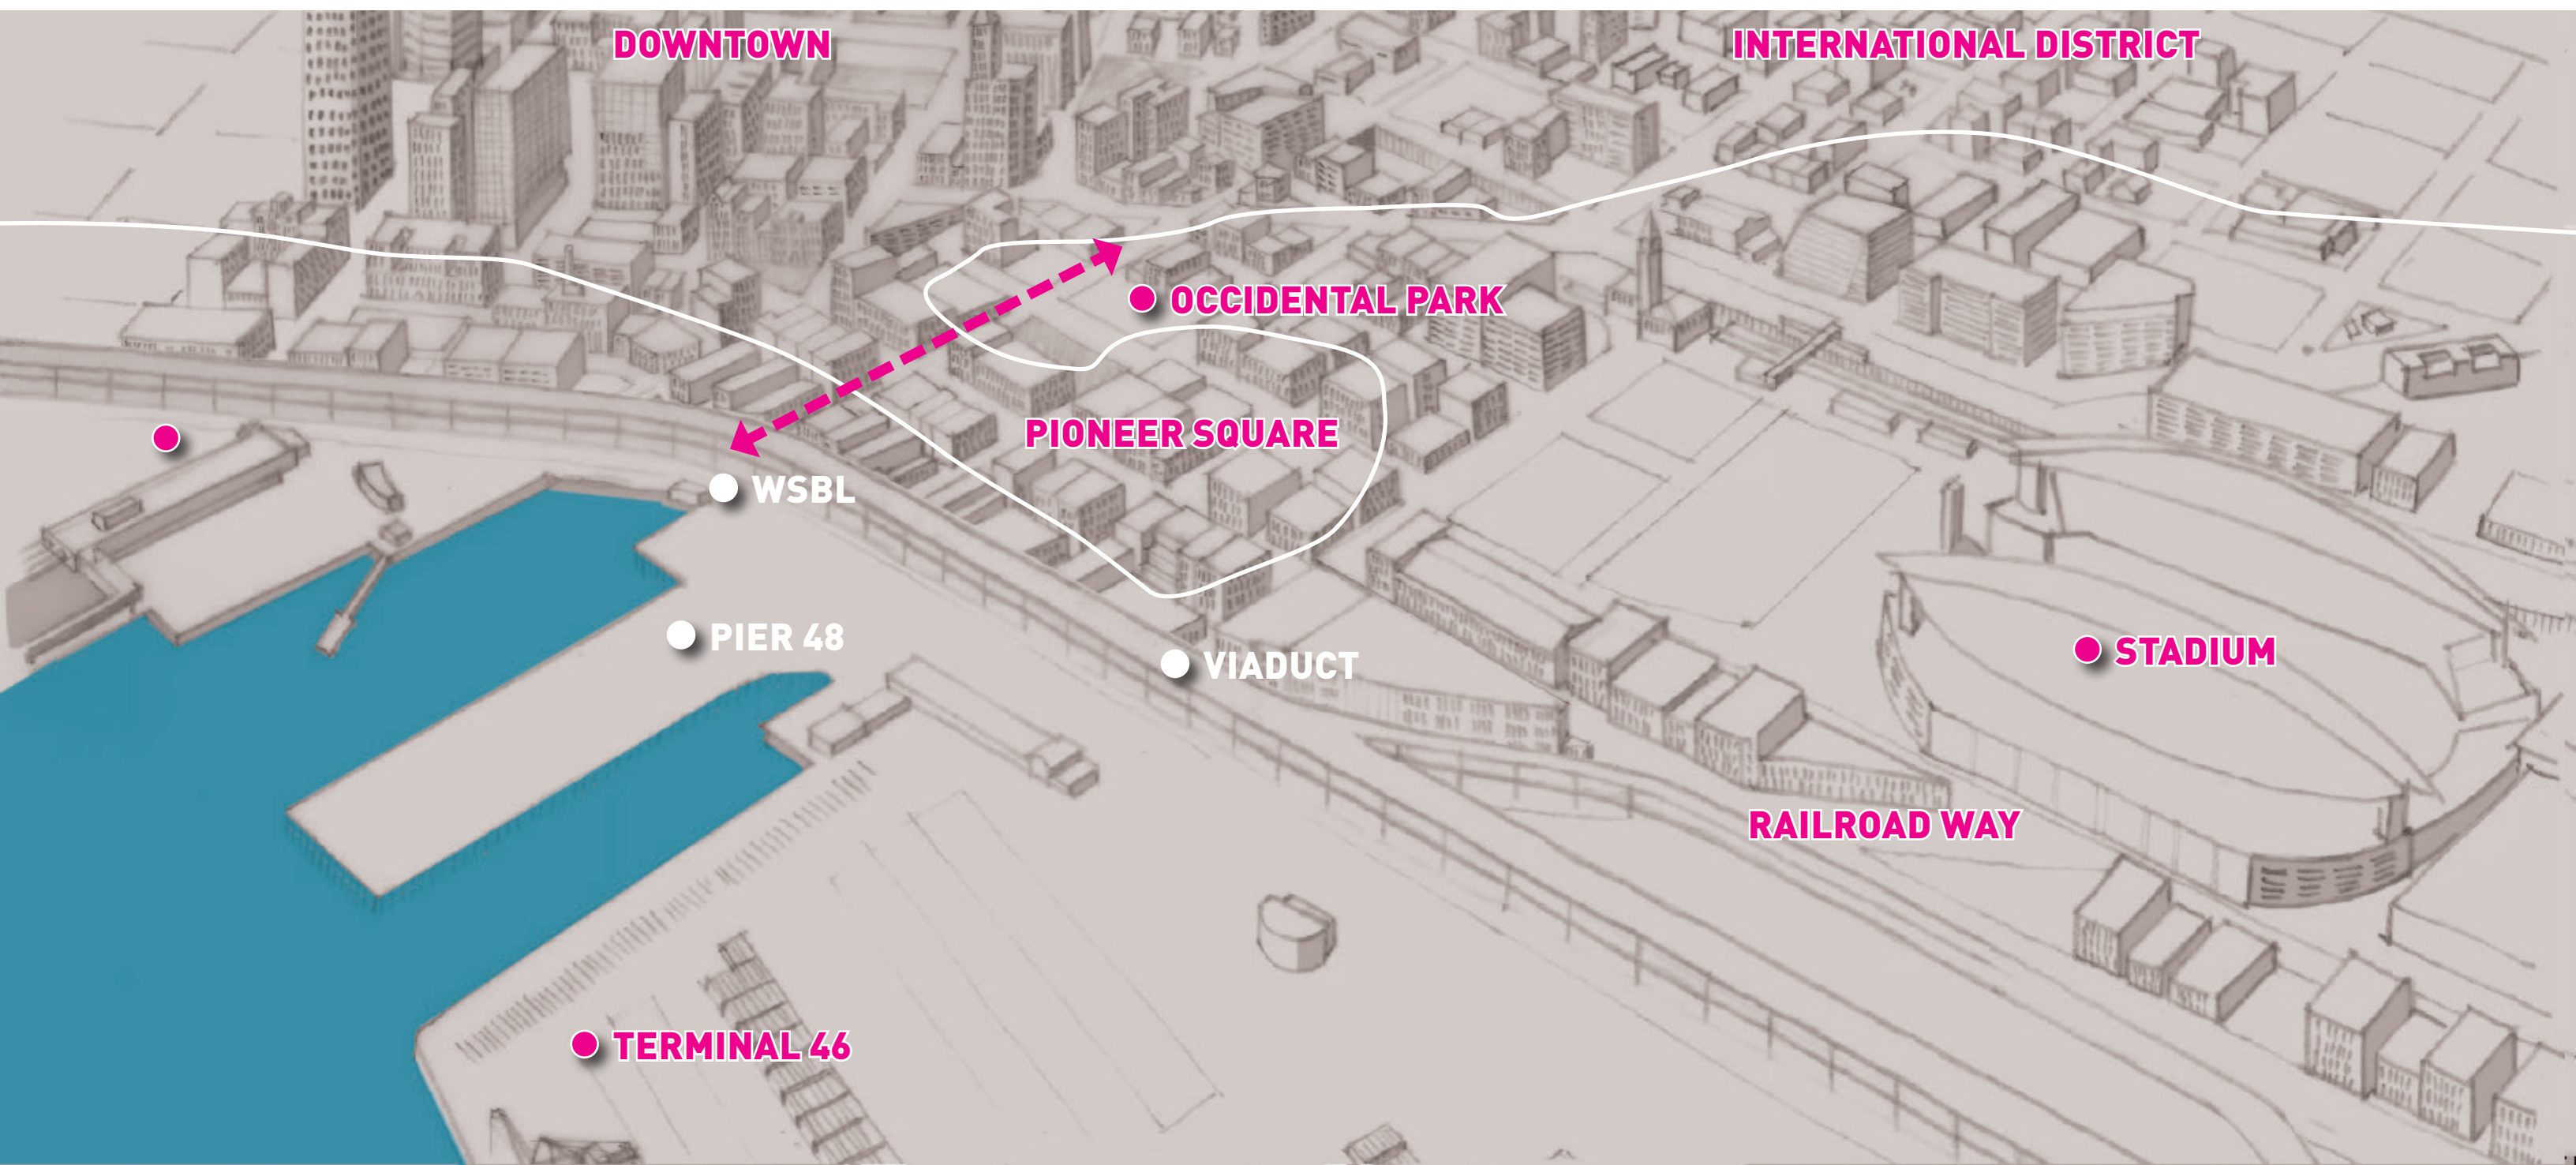 DOWNTOWN
INTERNATIONAL DISTRICT
OCCIDENTAL PARK
PIONEER SQUARE
WSBL
PIER 48
VIADUCT
STADIUM
RAILROAD WAY
TERMINAL 46